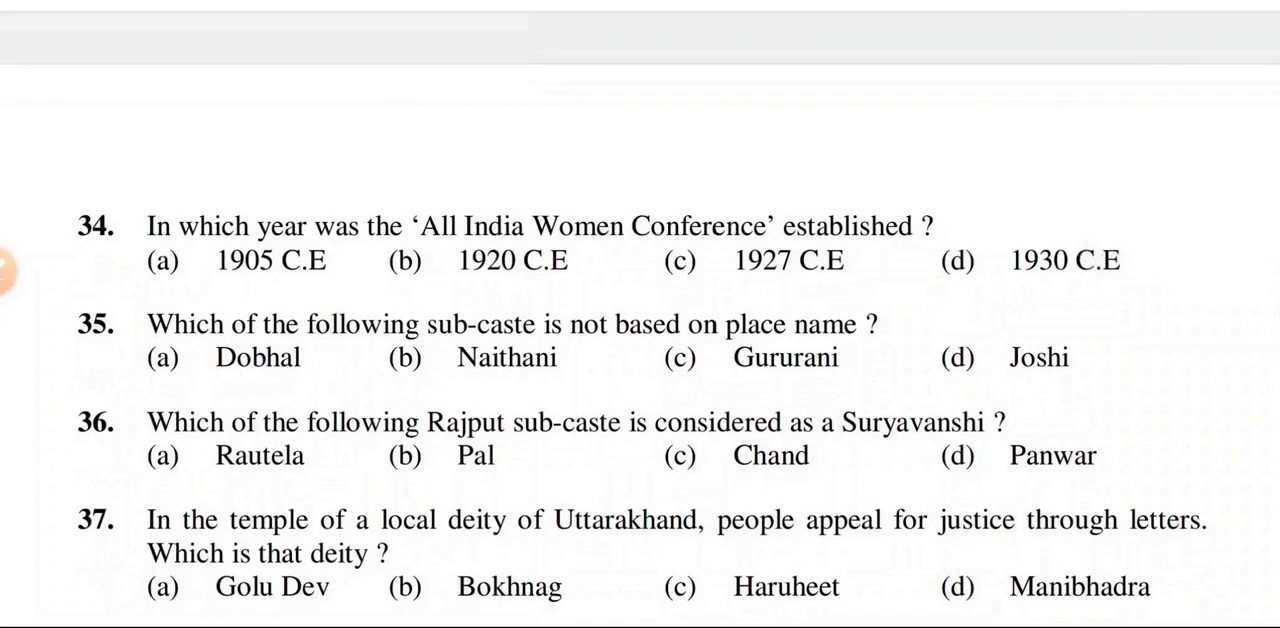 34. In which year was the ‘All India Women Conference’ established ?
(a) 1905 C.E (b) 1920 C.E (c) 1927 C.E (d) 1930 C.E
35. Which of the following sub-caste is not based on place name ?
(a) Dobhal (b) Naithani (c) Gururani (d) Joshi
36. Which of the following Rajput sub-caste is considered as a Suryavanshi ?
(a) Rautela (b) Pal (c) Chand (d) Panwar
37. In the temple of a local deity of Uttarakhand, people appeal for justice through letters.
Which is that deity ?
(a) Golu Dev (b) Bokhnag (c) Haruheet (d) Manibhadra